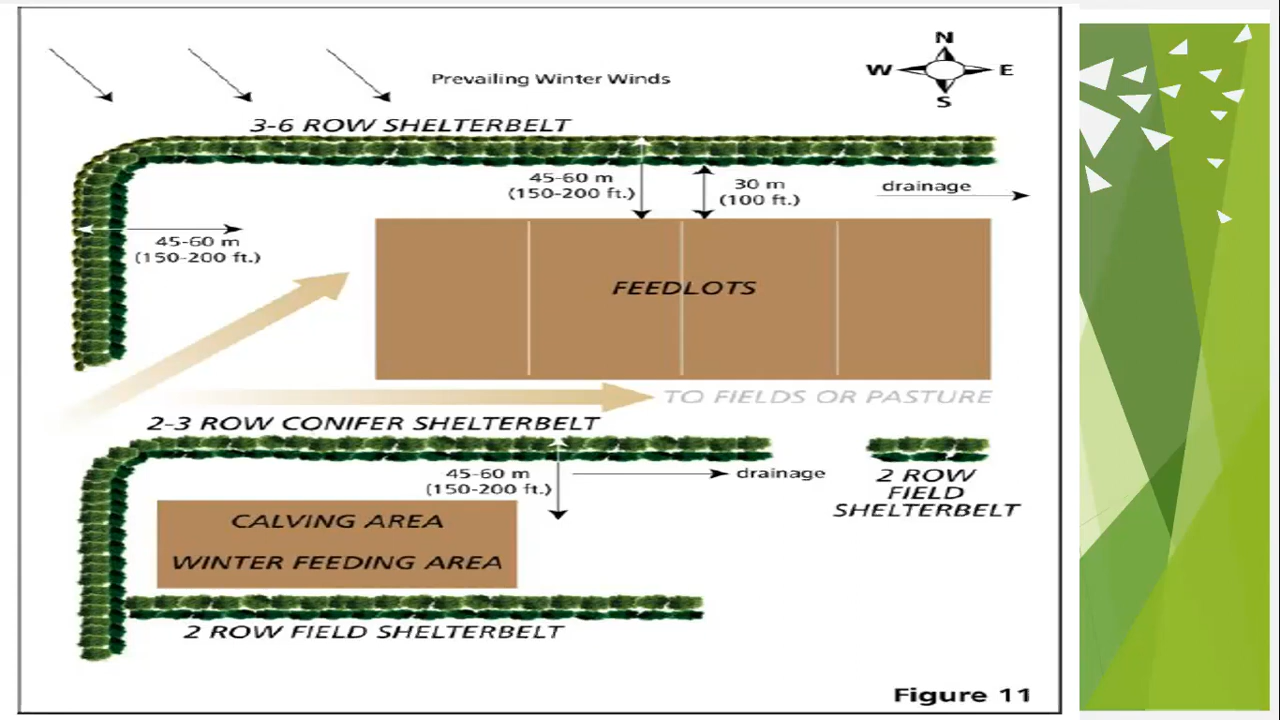 N
Prevailing Winter Winds
W E
S
3-6 ROW SHELTERBELT
45-60 m
(150-200 ft.)
30 m
(100 ft.)
drainage
45-60 m
(150-200 ft.)
FEEDLOTS
TO FIELDS OR PASTURE
2-3 ROW CONIFER SHELTERBELT
45-60 m
(150-200 ft.)
drainage
2 ROW
FIELD
SHELTERBELT
CALVING AREA
WINTER FEEDING AREA
2 ROW FIELD SHELTERBELT
Figure 11